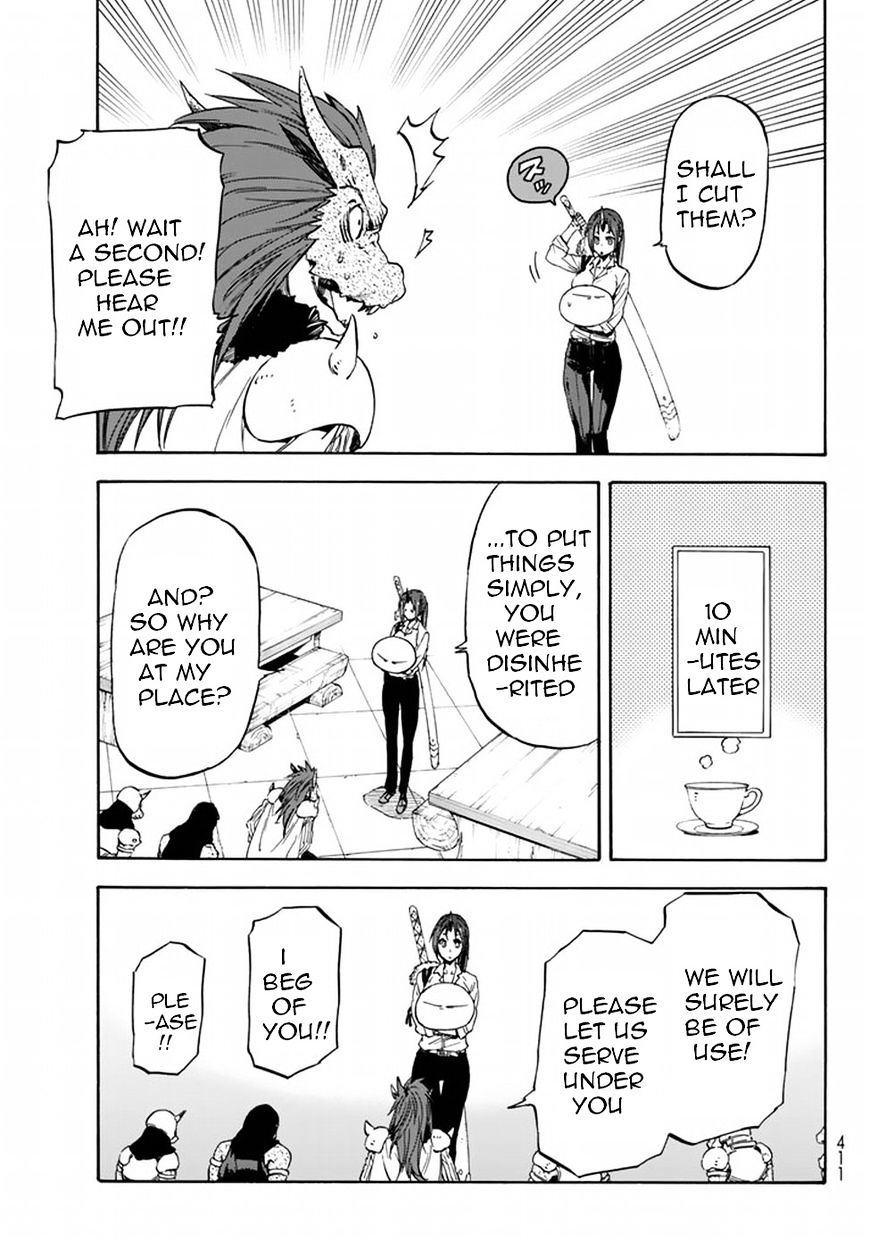 SHALL
I CUT
THEM?
ズッ
AH! WAIT
A SECOND!
PLEASE
HEAR
ME OUT!!
10
MIN
-UTES
LATER
...TO PUT
THINGS
SIMPLY,
YOU
WERE
DISINHE
-RITED
AND?
SO WHY
ARE YOU
AT MY
PLACE?
WE WILL
SURELY
BE OF
USE!
PLEASE
LET US
SERVE
UNDER
YOU
I
BEG
OF
YOU!!
PLE
-ASE
!!
411